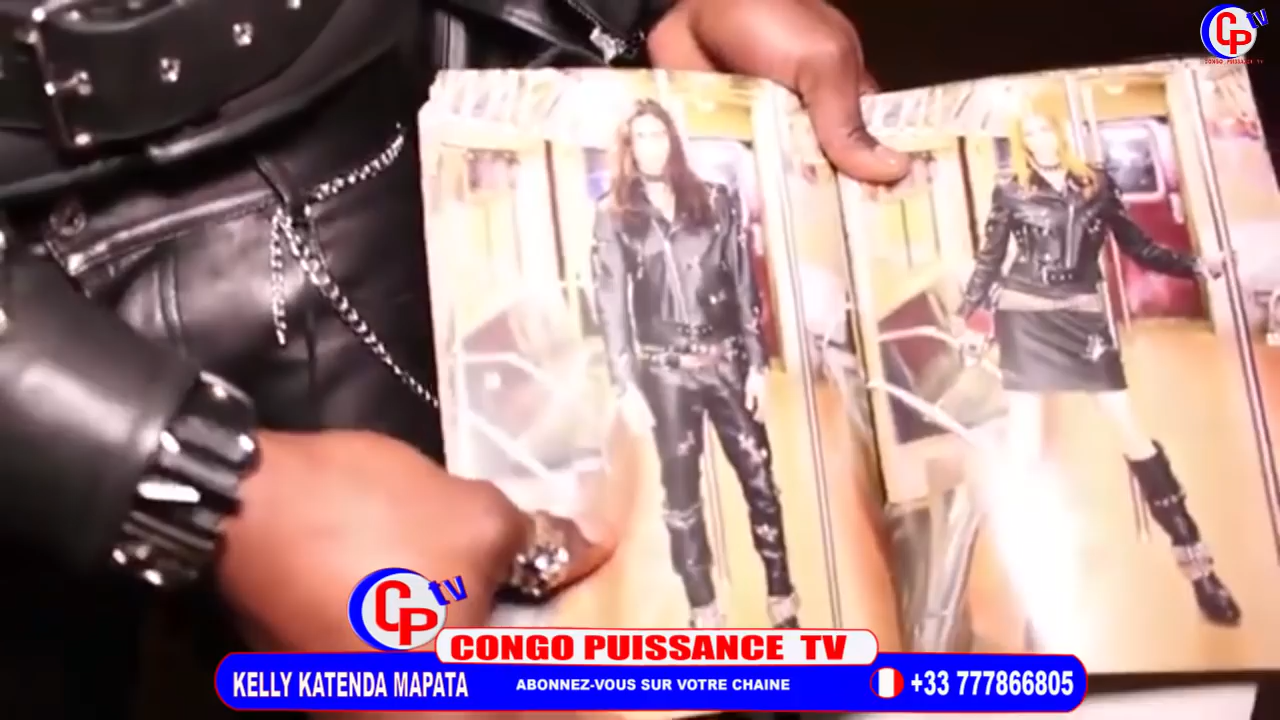 CP tv
CONGO PUISSANCE TV
CP tv
CONGO PUISSANCE TV
KELLY KATENDA MAPATA
ABONNEZ-VOUS SUR VOTRE CHAINE
+33 777866805